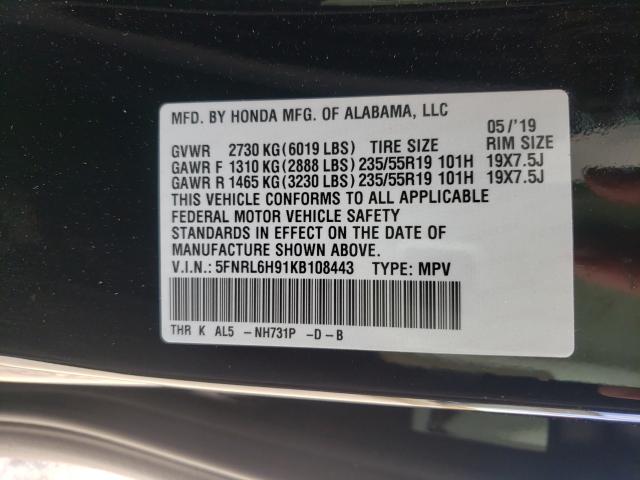 MFD. BY HONDA MFG. OF ALABAMA, LLC
05/'19
GVWR 2730 KG(6019 LBS) TIRE SIZE RIM SIZE
GAWR F 1310 KG(2888 LBS) 235/55R19 101H 19X7.5J
GAWR R 1465 KG(3230 LBS) 235/55R19 101H 19X7.5J
THIS VEHICLE CONFORMS TO ALL APPLICABLE
FEDERAL MOTOR VEHICLE SAFETY
STANDARDS IN EFFECT ON THE DATE OF
MANUFACTURE SHOWN ABOVE.
V.I.N.: 5FNRL6H91KB108443 TYPE: MPV
THR K AL5 -NH731P -D-B